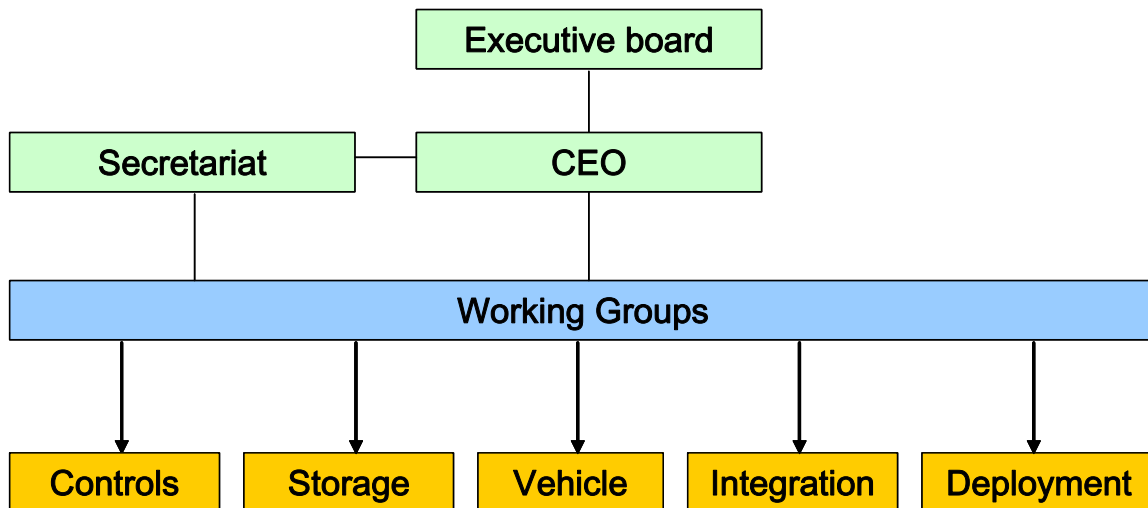 Executive board
Secretariat
CEO
Working Groups
Controls
Storage
Vehicle
Integration
Deployment